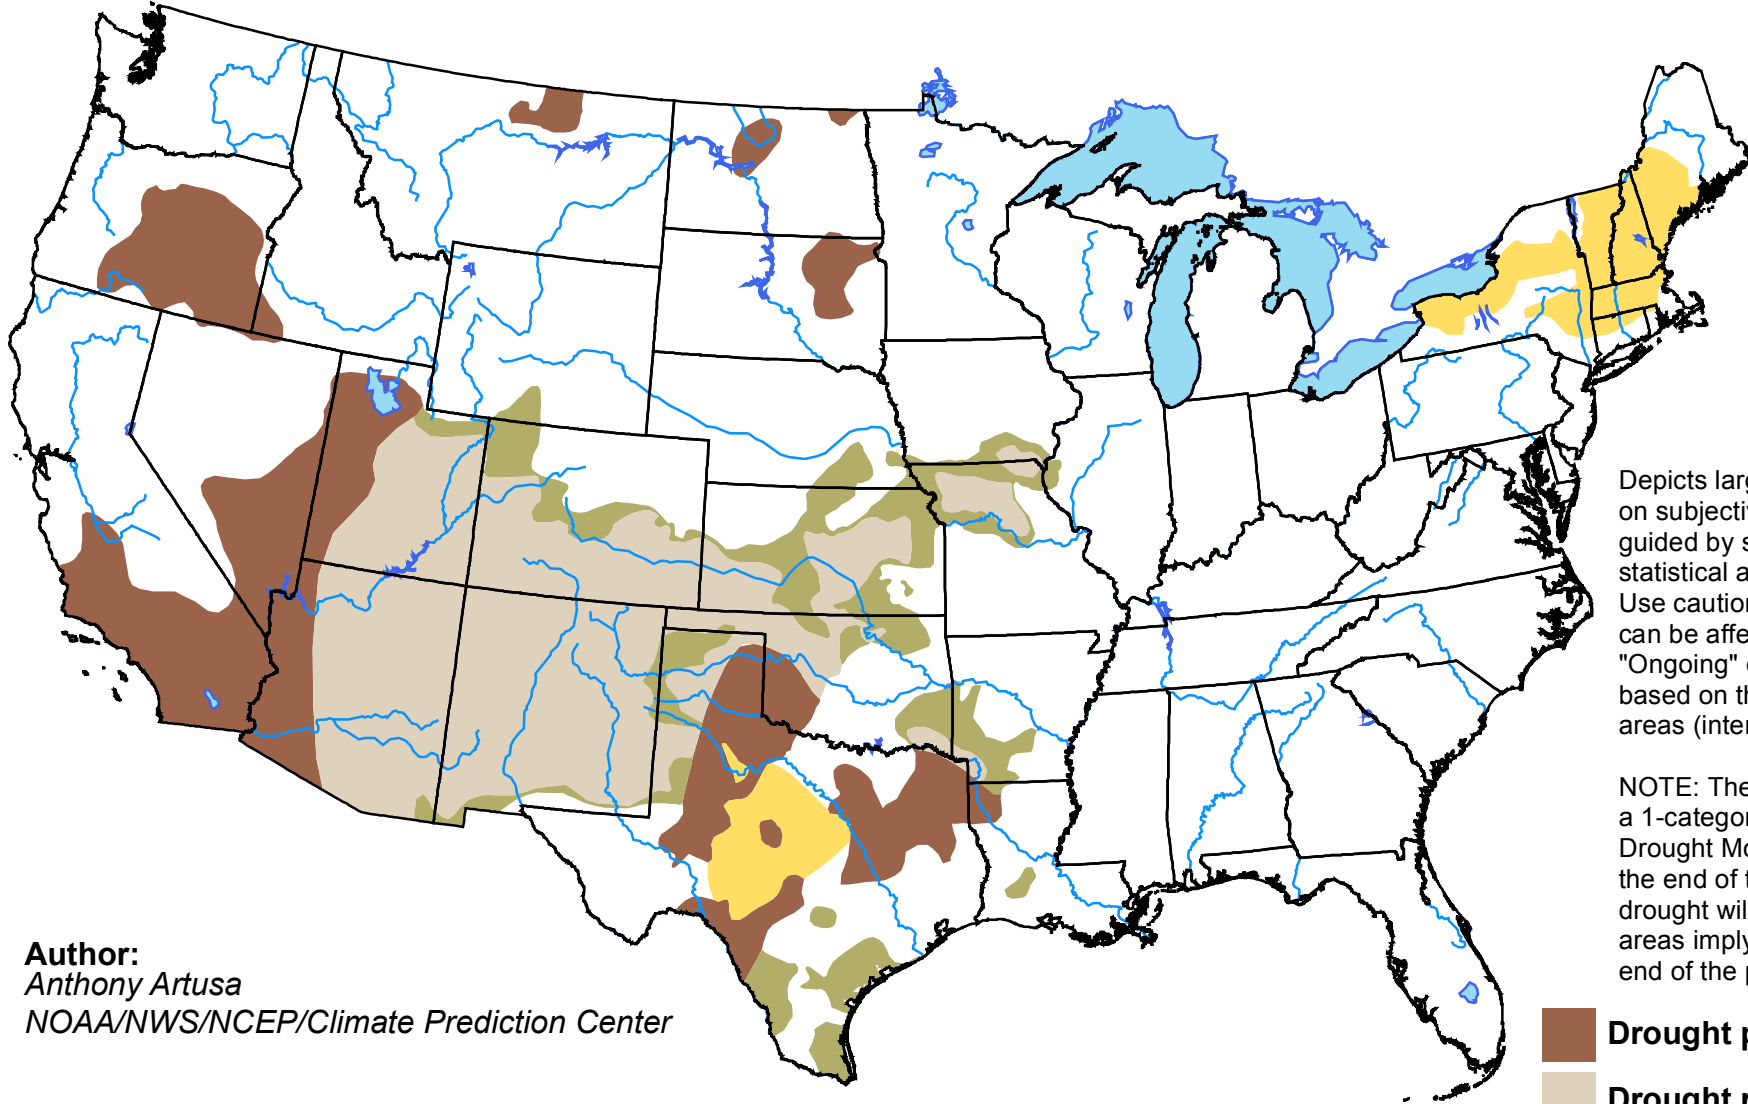 Depicts larg
on subjectiv
guided by s
statistical a
Use caution
can be affe
"Ongoing"
based on th
areas (inter
NOTE: The
a 1-categor
Drought Mo
the end of t
drought wil
areas imply
end of the p
Author:
Anthony Artusa
NOAA/NWS/NCEP/Climate Prediction Center
Drought p
Drought